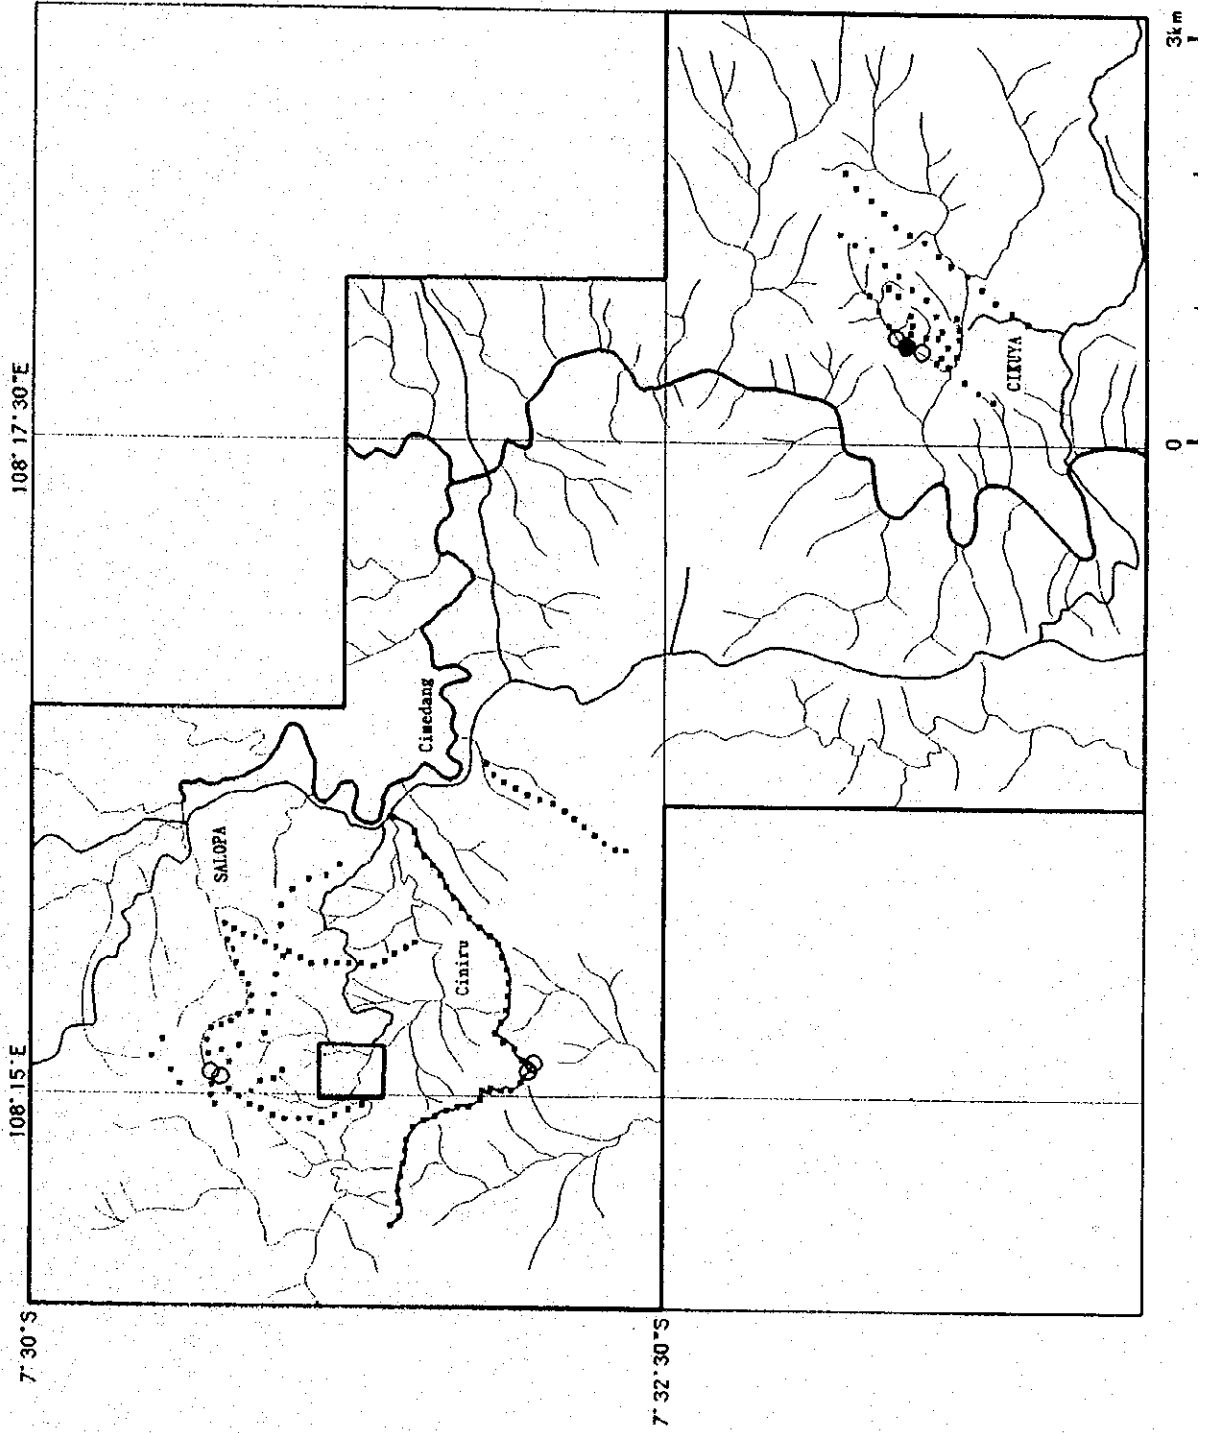 7° 30" S
108° 15' E
108° 17' 30" E
SALOPA
Cimedang
Ciniru
7° 32' 30" S
CIKUYA
0
3km